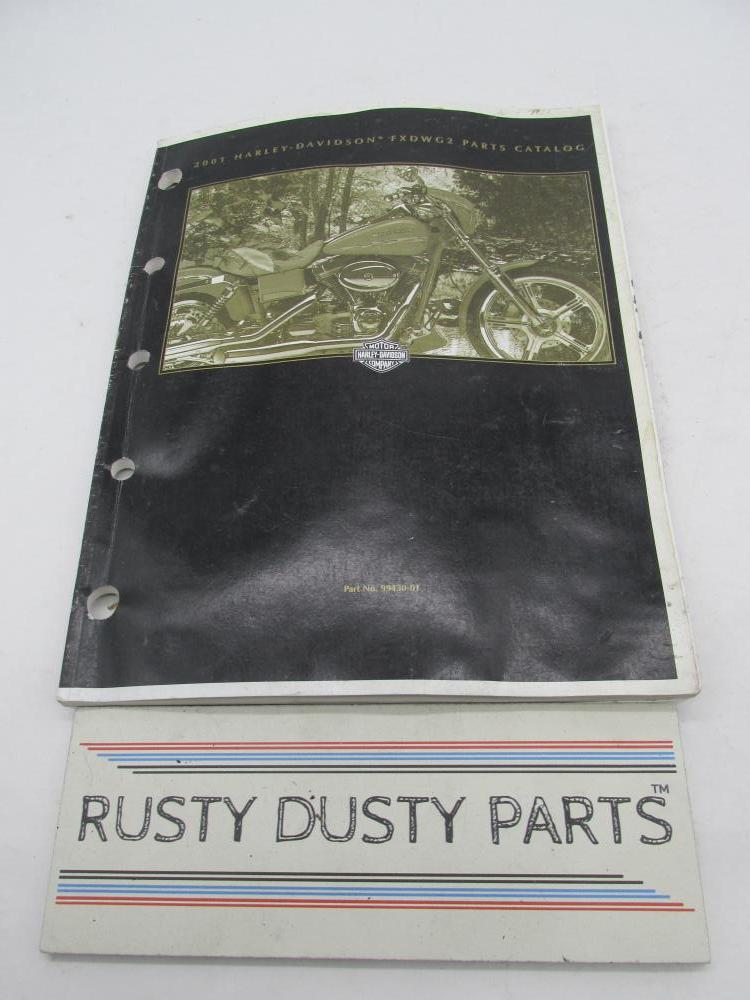 2001 HARLEY-DAVIDSON® FXDWG2 PARTS CATALOG
MOTOR
HARLEY-DAVIDSON
COMPANY
Part No. 99430-01
RUSTY DUSTY PARTS™